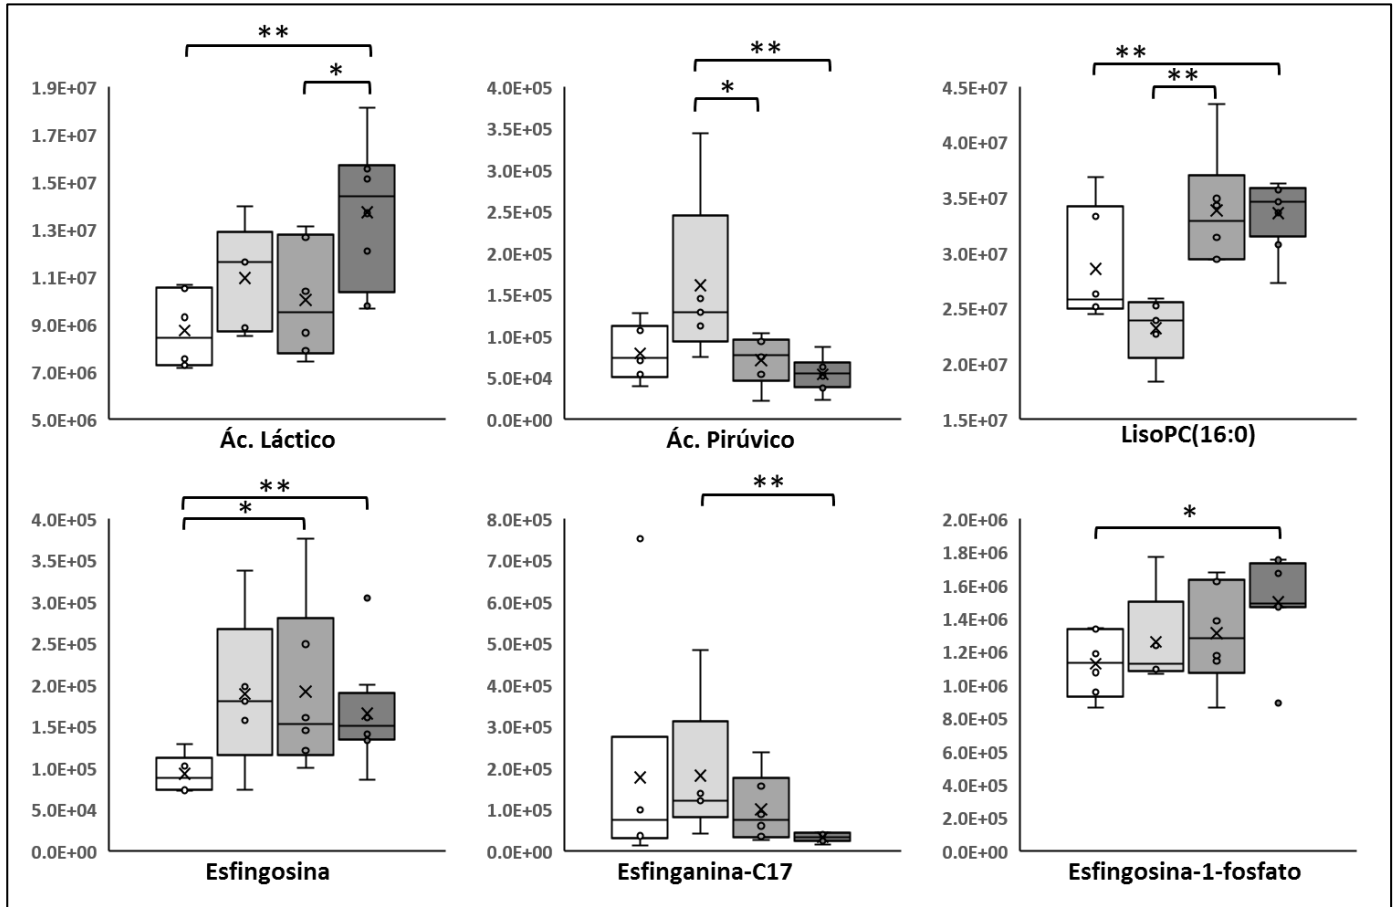 ** ** **
* * **
1.9E+07 4.0E+05 4.5E+07
1.7E+07 3.5E+05 4.0E+07
1.5E+07 3.0E+05 3.5E+07
1.3E+07 2.5E+05 3.0E+07
1.1E+07 2.0E+05 2.5E+07
9.0E+06 1.5E+05 2.0E+07
7.0E+06 1.0E+05 1.5E+07
5.0E+06 5.0E+04
0.0E+00
Ác. Láctico Ác. Pirúvico LisoPC(16:0)
** ** *
*
4.0E+05 8.0E+05 2.0E+06
3.5E+05 7.0E+05 1.8E+06
3.0E+05 6.0E+05 1.6E+06
2.5E+05 5.0E+05 1.4E+06
2.0E+05 4.0E+05 1.2E+06
1.5E+05 3.0E+05 1.0E+06
1.0E+05 2.0E+05 8.0E+05
5.0E+04 1.0E+05 6.0E+05
0.0E+00 0.0E+00 4.0E+05
2.0E+05
0.0E+00
Esfingosina Esfinganina-C17 Esfingosina-1-fosfato